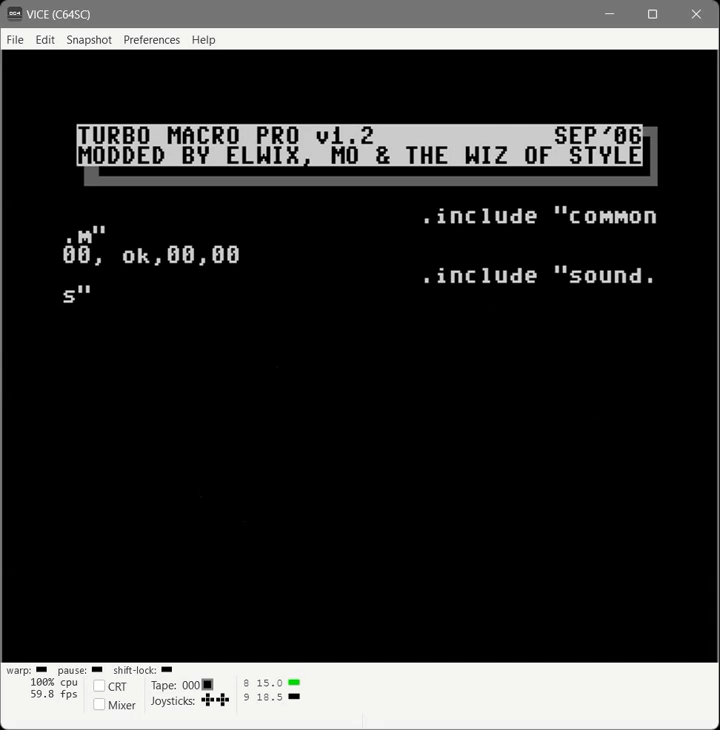 VICE (C64SC)
File Edit Snapshot Preferences Help
TURBO MACRO PRO v1.2 SEP'06
MODDED BY ELWIX, MO & THE WIZ OF STYLE
.include "common
.m"
00, ok,00,00
.include "sound.
s"
warp: pause: shift-lock:
100% cpu
59.8 fps
CRT
Mixer
Tape: 000
Joysticks:
8 15.0
9 18.5